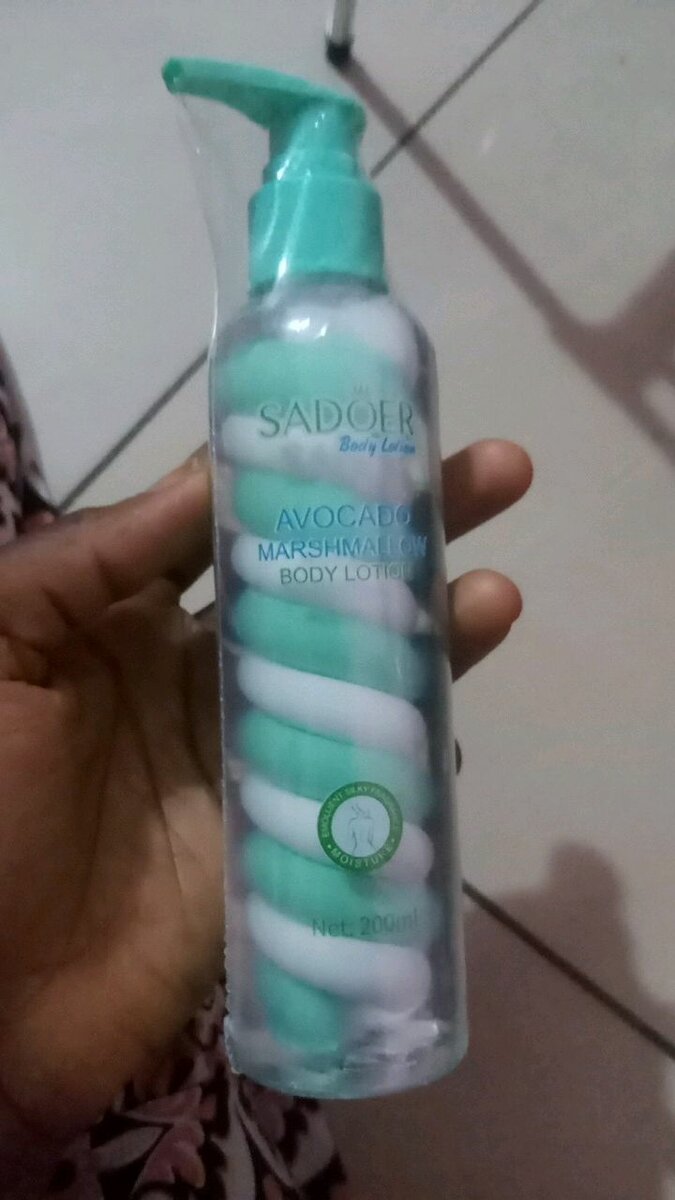 SADOER
Body Lotion
AVOCADO
MARSHMALLOW
BODY LOTION
MOISTURE
Net: 200ml